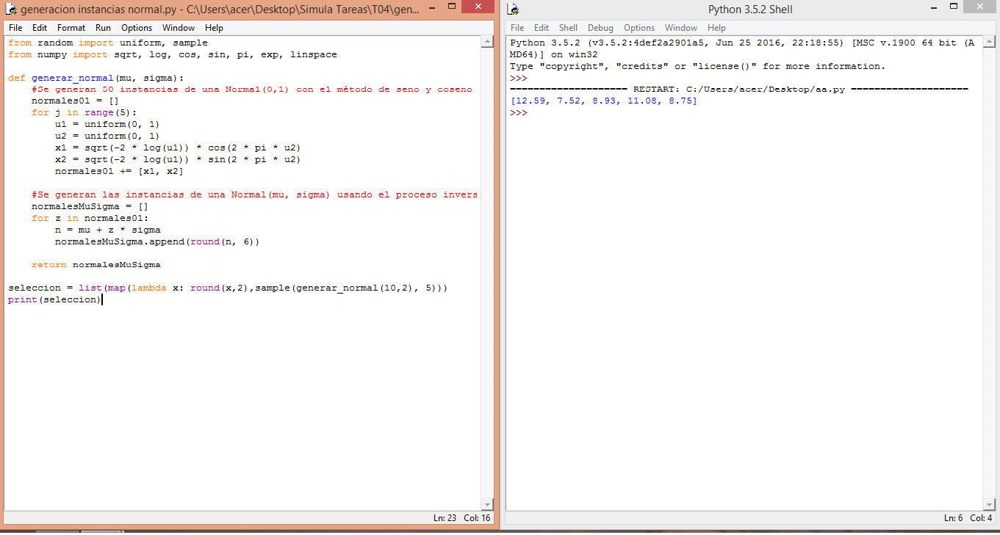 generacion instancias normal.py - C:\Users\acer\Desktop\Simula Tareas\T04\gen...
File Edit Format Run Options Window Help
from random import uniform, sample
from numpy import sqrt, log, cos, sin, pi, exp, linspace
def generar_normal(mu, sigma):
#Se generan 50 instancias de una Normal(0,1) con el método de seno y coseno
normales01 = []
for j in range(5):
u1 = uniform(0, 1)
u2 = uniform(0, 1)
x1 = sqrt(-2 * log(u1)) * cos(2 * pi * u2)
x2 = sqrt(-2 * log(u1)) * sin(2 * pi * u2)
normales01 += [x1, x2]
#Se generan las instancias de una Normal(mu, sigma) usando el proceso invers
normalesMuSigma = []
for z in normales01:
n = mu + z * sigma
normalesMuSigma.append(round(n, 6))
return normalesMuSigma
seleccion = list(map(lambda x: round(x,2),sample(generar_normal(10,2), 5)))
print(seleccion)
Ln: 23 Col: 16
Python 3.5.2 Shell
File Edit Shell Debug Options Window Help
Python 3.5.2 (v3.5.2:4def2a2901a5, Jun 25 2016, 22:18:55) [MSC v.1900 64 bit (A
MD64)] on win32
Type "copyright", "credits" or "license()" for more information.
>>>
==================== RESTART: C:/Users/acer/Desktop/aa.py ====================
[12.59, 7.52, 8.93, 11.08, 8.75]
>>>
Ln: 6 Col: 4